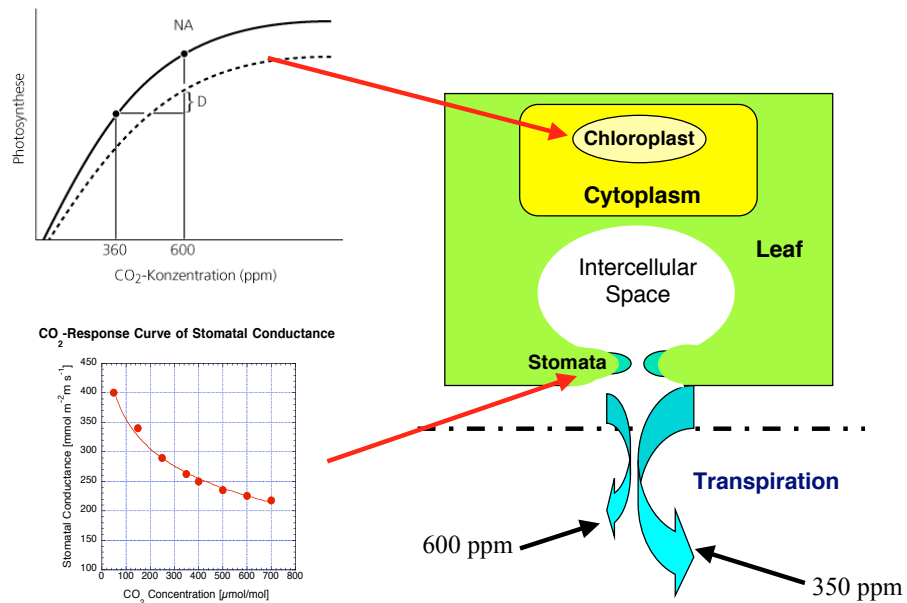 NA
D
Photosynthese
360 600
CO₂-Konzentration (ppm)
Chloroplast
Cytoplasm
Leaf
Intercellular
Space
Stomata
CO₂-Response Curve of Stomatal Conductance
Stomatal Conductance [mmol m⁻²m s⁻¹]
450
400
350
300
250
200
150
100
0 100 200 300 400 500 600 700 800
CO₂ Concentration [µmol/mol]
Transpiration
600 ppm
350 ppm